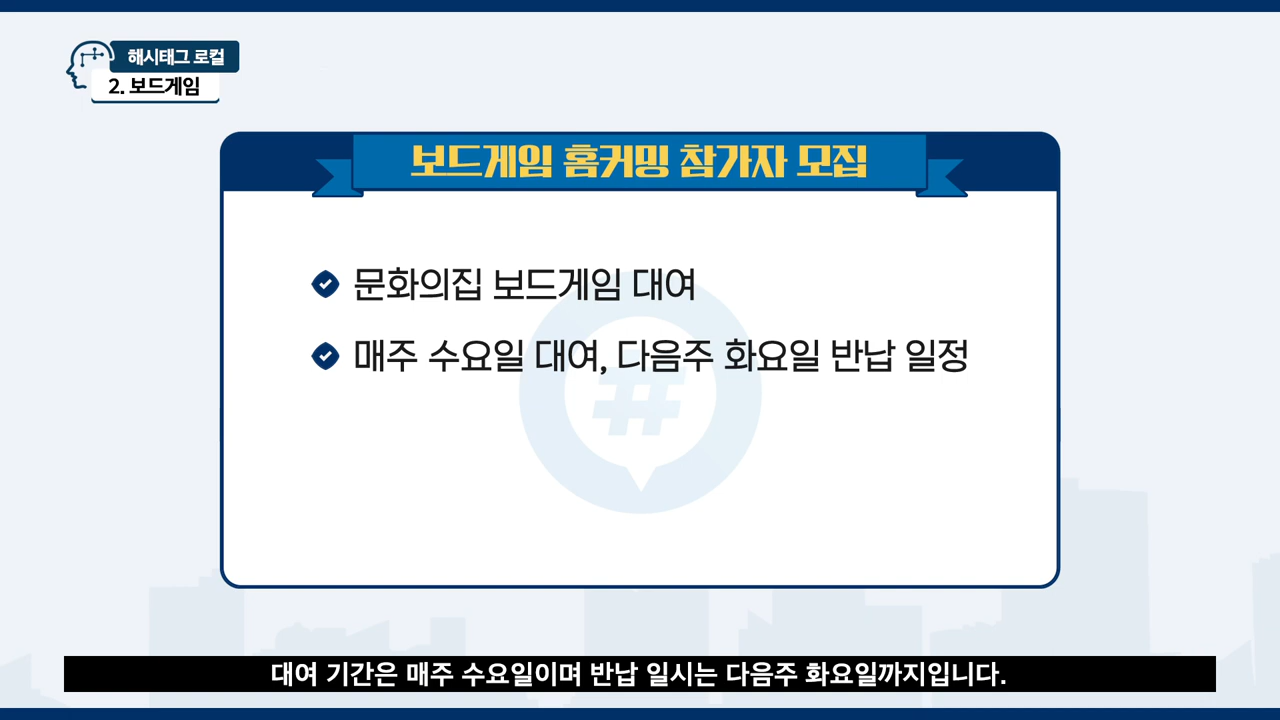 해시태그 로컬
2. 보드게임
보드게임 홈커밍 참가자 모집
문화의집 보드게임 대여
매주 수요일 대여, 다음주 화요일 반납 일정
#
대여 기간은 매주 수요일이며 반납 일시는 다음주 화요일까지입니다.